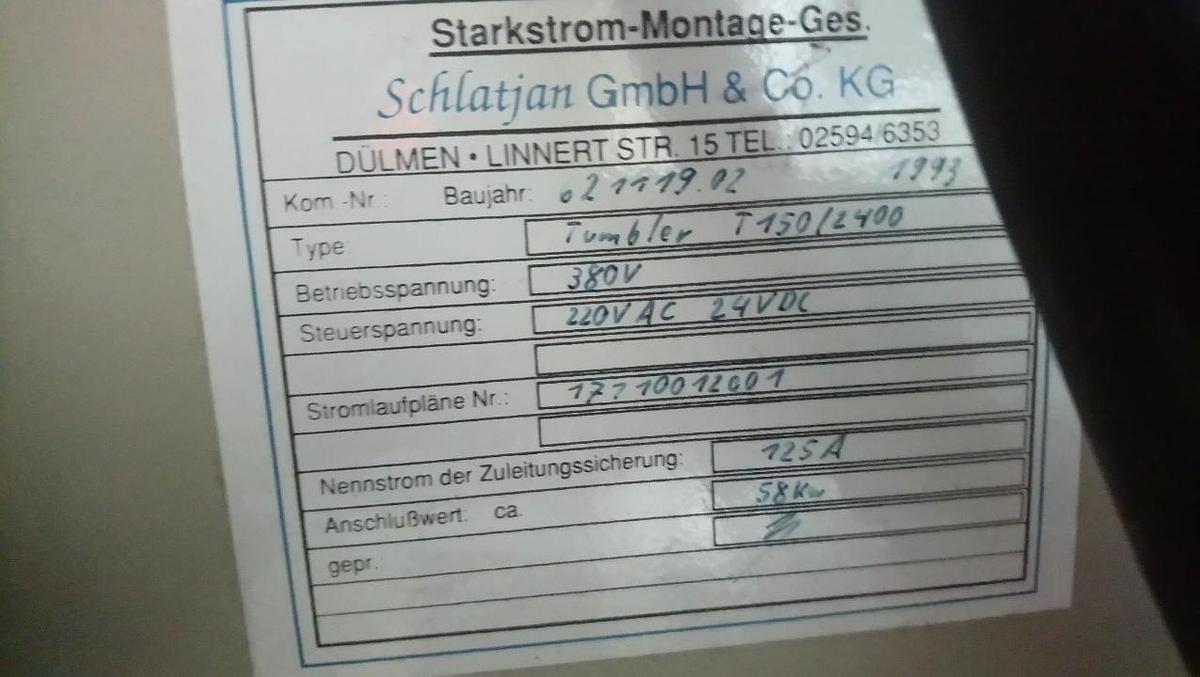 Starkstrom-Montage-Ges.
Schlatjan GmbH & Co. KG
DÜLMEN • LINNERT STR. 15 TEL.: 02594/6353
Kom -Nr.: Baujahr: 021119.02 1993
Type: Tumbler T150/2400
Betriebsspannung: 380V
Steuerspannung: 220V AC 24VDC
Stromlaufpläne Nr.:
Nennstrom der Zuleitungssicherung: 125A
Anschlußwert: ca. 58Kw
gepr.: